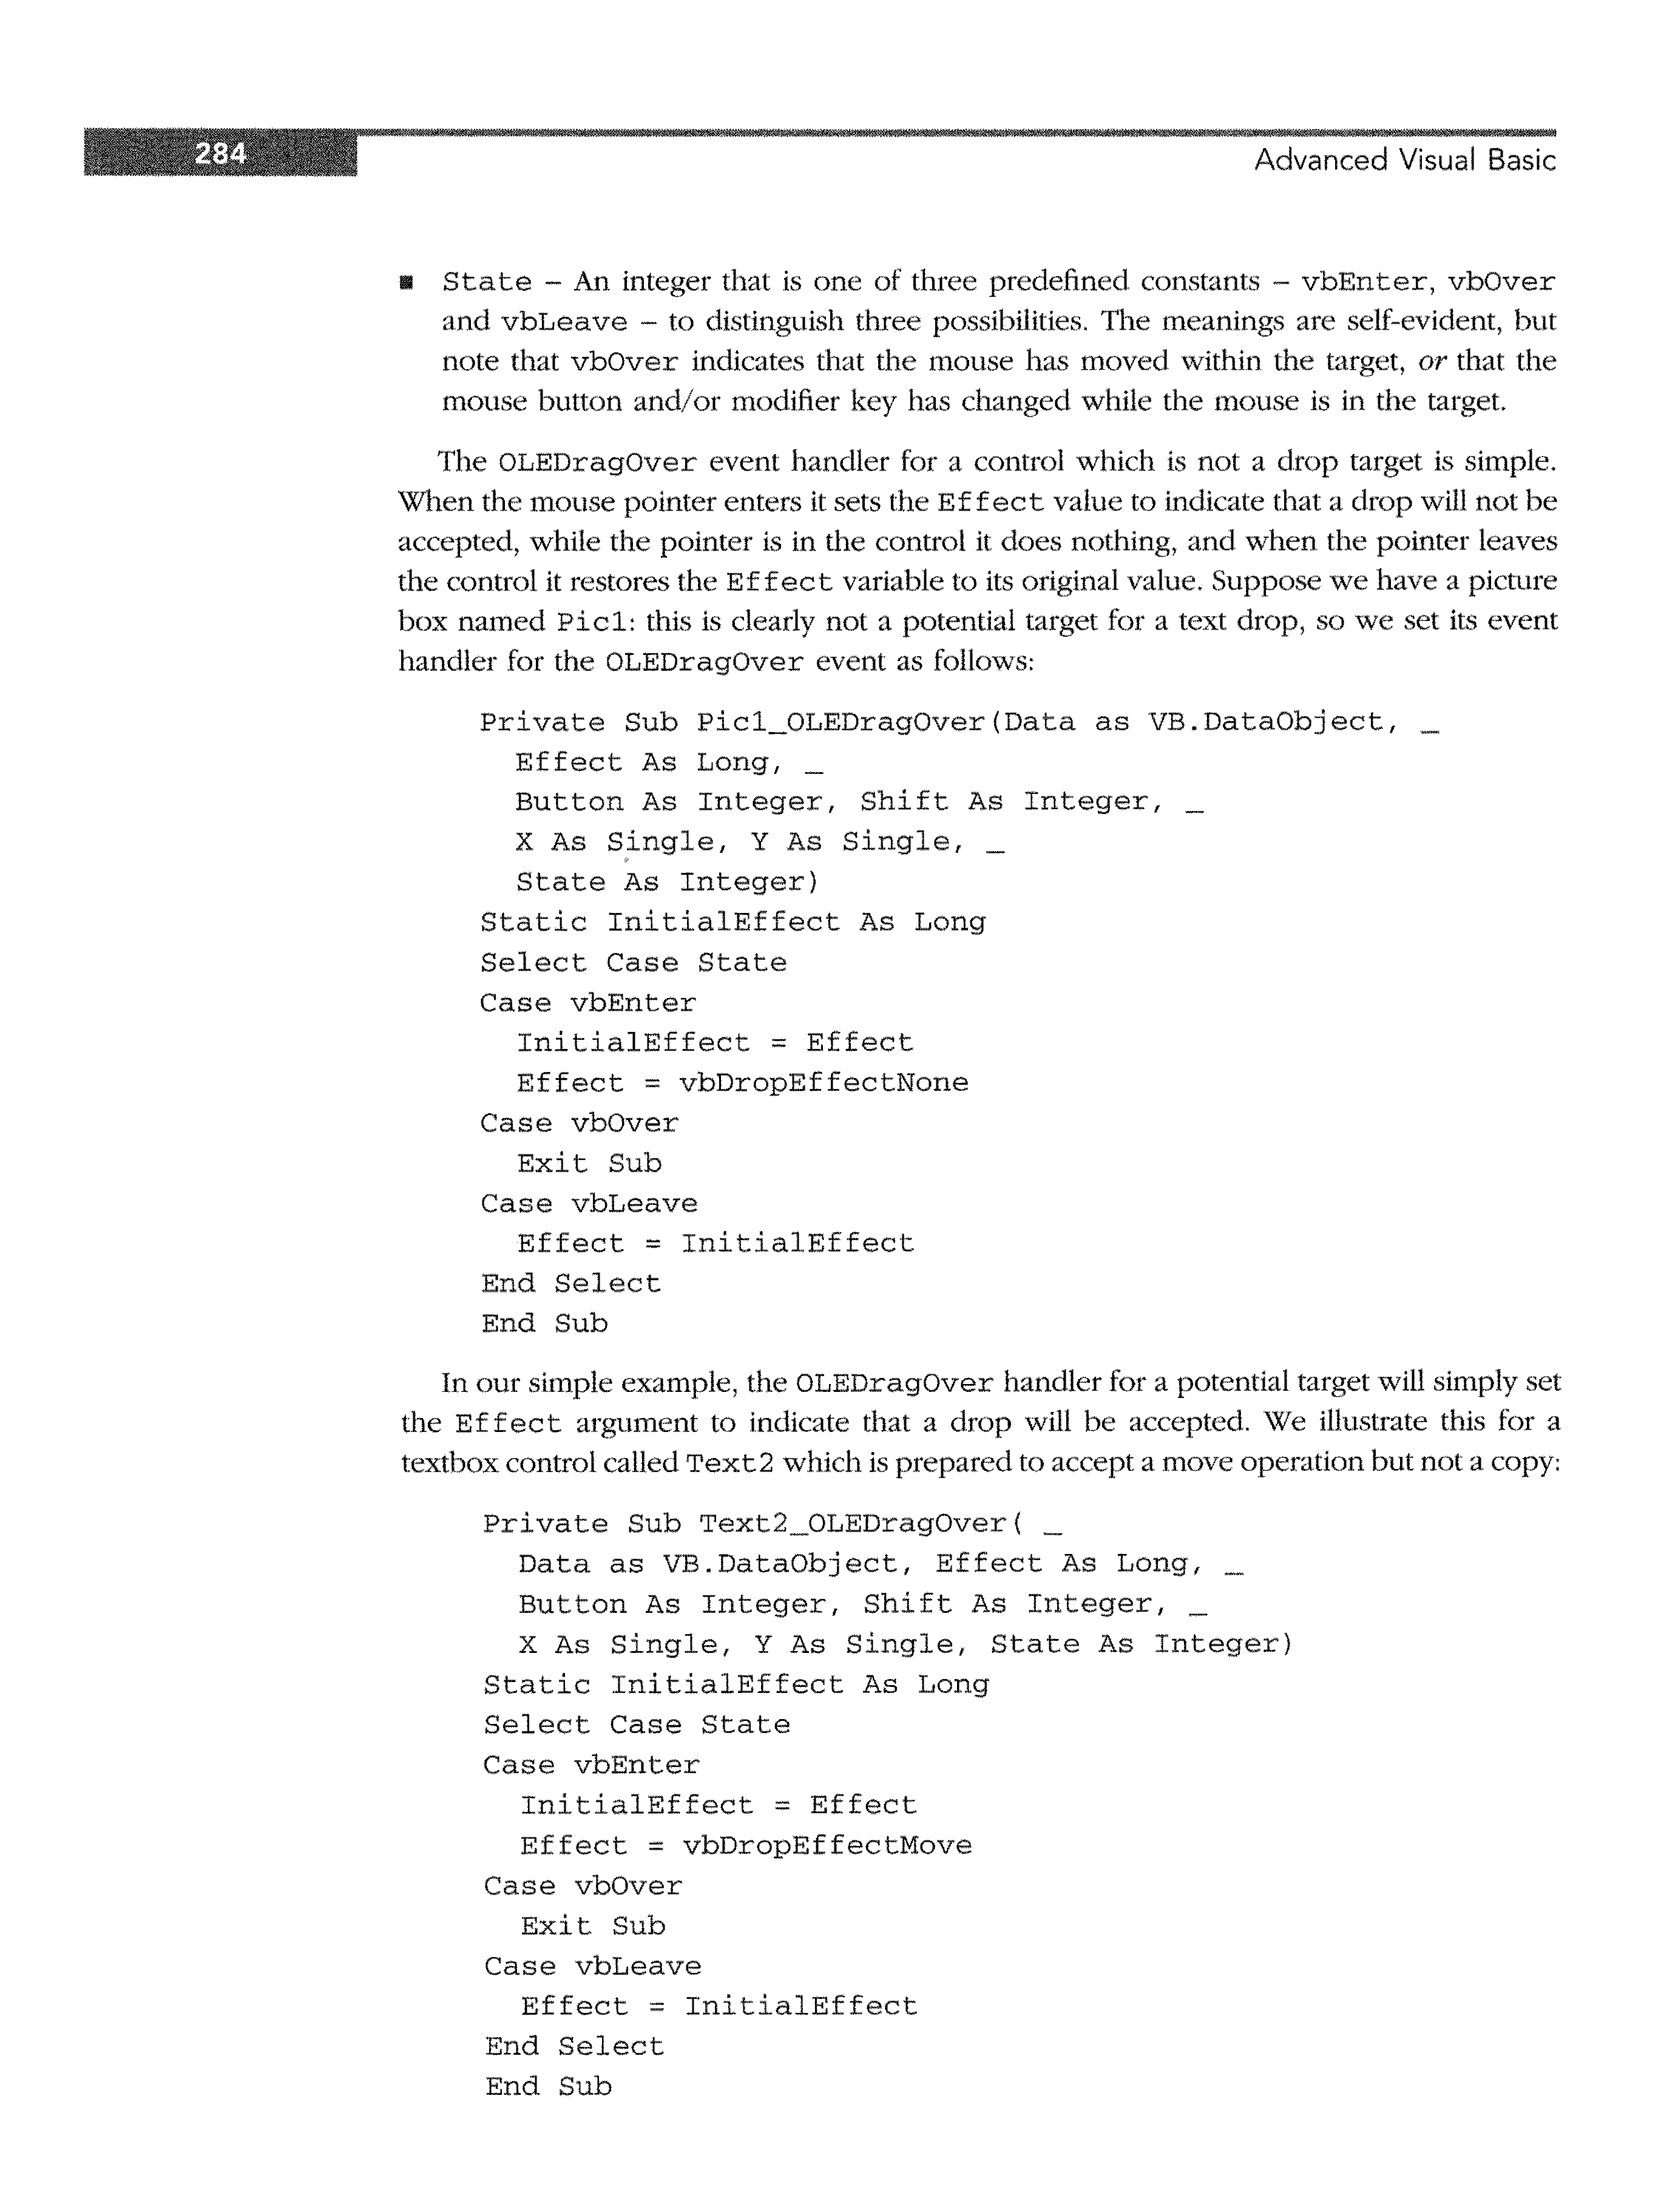 284
Advanced Visual Basic
■ State – An integer that is one of three predefined constants – vbEnter, vbOver
and vbLeave – to distinguish three possibilities. The meanings are self-evident, but
note that vbOver indicates that the mouse has moved within the target, or that the
mouse button and/or modifier key has changed while the mouse is in the target.
The OLEDragOver event handler for a control which is not a drop target is simple.
When the mouse pointer enters it sets the Effect value to indicate that a drop will not be
accepted, while the pointer is in the control it does nothing, and when the pointer leaves
the control it restores the Effect variable to its original value. Suppose we have a picture
box named Pic1: this is clearly not a potential target for a text drop, so we set its event
handler for the OLEDragOver event as follows:
Private Sub Pic1_OLEDragOver(Data as VB.DataObject, _
Effect As Long, _
Button As Integer, Shift As Integer, _
X As Single, Y As Single, _
State As Integer)
Static InitialEffect As Long
Select Case State
Case vbEnter
InitialEffect = Effect
Effect = vbDropEffectNone
Case vbOver
Exit Sub
Case vbLeave
Effect = InitialEffect
End Select
End Sub
In our simple example, the OLEDragOver handler for a potential target will simply set
the Effect argument to indicate that a drop will be accepted. We illustrate this for a
textbox control called Text2 which is prepared to accept a move operation but not a copy:
Private Sub Text2_OLEDragOver( _
Data as VB.DataObject, Effect As Long, _
Button As Integer, Shift As Integer, _
X As Single, Y As Single, State As Integer)
Static InitialEffect As Long
Select Case State
Case vbEnter
InitialEffect = Effect
Effect = vbDropEffectMove
Case vbOver
Exit Sub
Case vbLeave
Effect = InitialEffect
End Select
End Sub